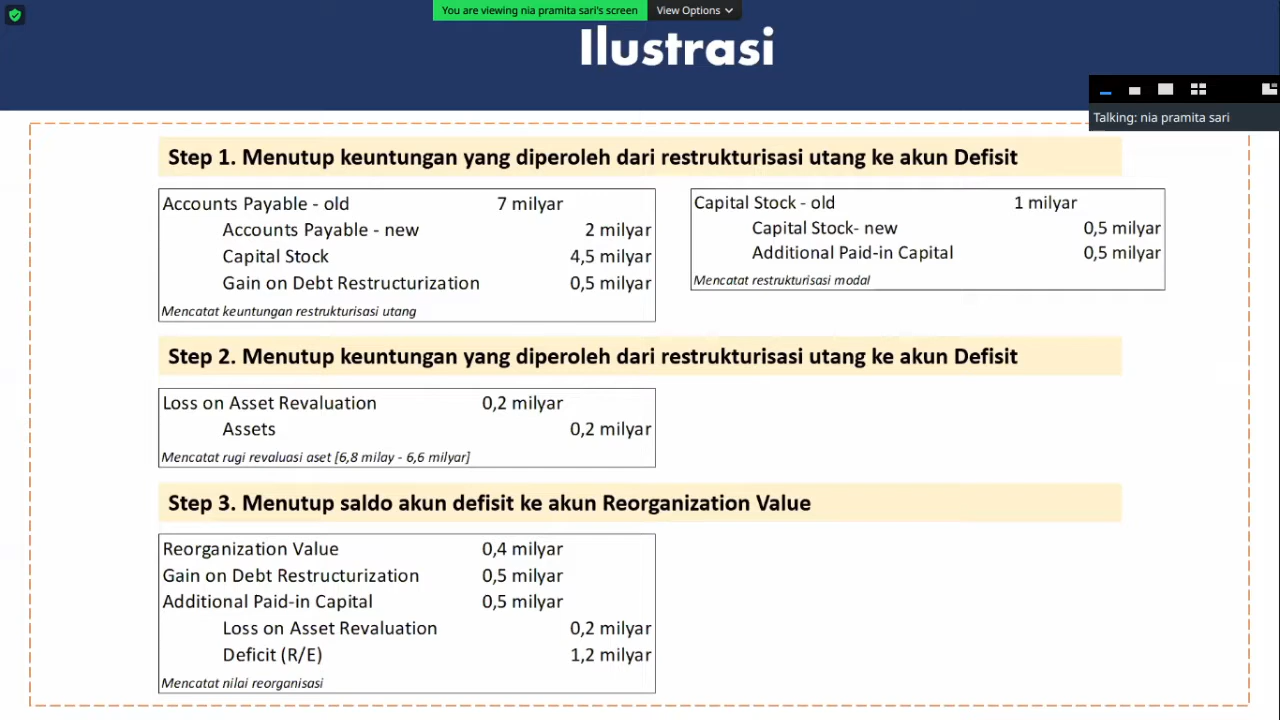 You are viewing nia pramita sari's screen
View Options
Ilustrasi
Talking: nia pramita sari
Step 1. Menutup keuntungan yang diperoleh dari restrukturisasi utang ke akun Defisit
Accounts Payable - old 7 milyar
Accounts Payable - new 2 milyar
Capital Stock 4,5 milyar
Gain on Debt Restructurization 0,5 milyar
Mencatat keuntungan restrukturisasi utang
Capital Stock - old 1 milyar
Capital Stock- new 0,5 milyar
Additional Paid-in Capital 0,5 milyar
Mencatat restrukturisasi modal
Step 2. Menutup keuntungan yang diperoleh dari restrukturisasi utang ke akun Defisit
Loss on Asset Revaluation 0,2 milyar
Assets 0,2 milyar
Mencatat rugi revaluasi aset [6,8 milay - 6,6 milyar]
Step 3. Menutup saldo akun defisit ke akun Reorganization Value
Reorganization Value 0,4 milyar
Gain on Debt Restructurization 0,5 milyar
Additional Paid-in Capital 0,5 milyar
Loss on Asset Revaluation 0,2 milyar
Deficit (R/E) 1,2 milyar
Mencatat nilai reorganisasi